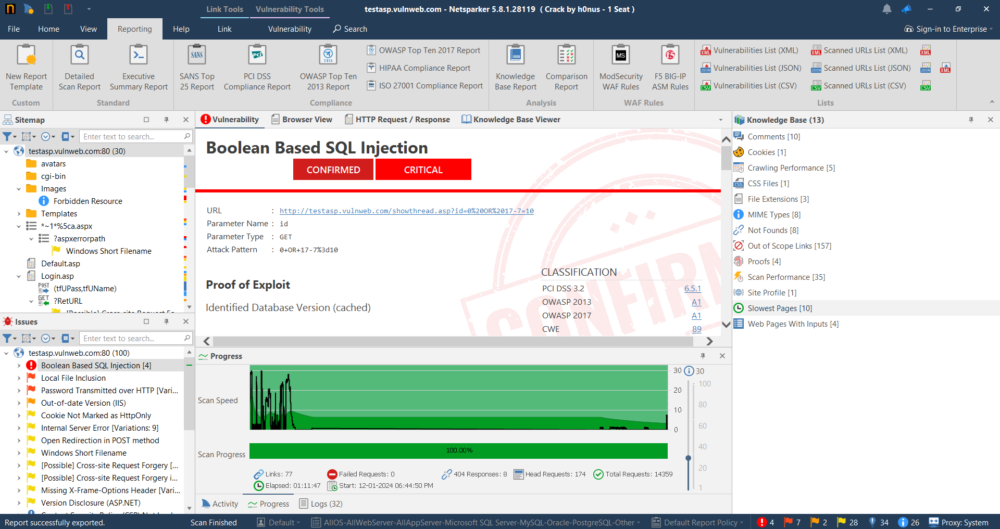 Link Tools
Vulnerability Tools
testasp.vulnweb.com - Netsparker 5.8.1.28119 ( Crack by h0nus - 1 Seat )
File
Home
View
Reporting
Help
Link
Vulnerability
Search
Sign-in to Enterprise
New Report
Template
Custom
Detailed
Scan Report
Executive
Summary Report
Standard
SANS
SANS Top
25 Report
PCI
PCI DSS
Compliance Report
2013
OWASP Top Ten
2013 Report
OWASP Top Ten 2017 Report
HIPAA Compliance Report
ISO
ISO 27001 Compliance Report
Compliance
Knowledge
Base Report
Comparison
Report
Analysis
MS
ModSecurity
WAF Rules
F5 BIG-IP
ASM Rules
WAF Rules
XML Vulnerabilities List (XML)
JSON Vulnerabilities List (JSON)
CSV Vulnerabilities List (CSV)
XML Scanned URLs List (XML)
JSON Scanned URLs List (JSON)
CSV Scanned URLs List (CSV)
XML
JSON
CSV
XML
Lists
Sitemap
Enter text to search...
testasp.vulnweb.com:80 (30)
avatars
cgi-bin
Images
Forbidden Resource
Templates
*~1*%5ca.aspx
?aspxerrorpath
Windows Short Filename
Default.asp
Login.asp
POST (tfUPass,tfUName)
GET ?RetURL
Issues
Enter text to search...
testasp.vulnweb.com:80 (100)
Boolean Based SQL Injection [4]
Local File Inclusion
Password Transmitted over HTTP [Vari...
Out-of-date Version (IIS)
Cookie Not Marked as HttpOnly
Internal Server Error [Variations: 9]
Open Redirection in POST method
Windows Short Filename
[Possible] Cross-site Request Forgery [...
[Possible] Cross-site Request Forgery i...
Missing X-Frame-Options Header [Vari...
Version Disclosure (ASP.NET)
Vulnerability
Browser View
HTTP Request / Response
Knowledge Base Viewer
Boolean Based SQL Injection
CONFIRMED
CRITICAL
URL : http://testasp.vulnweb.com/showthread.asp?id=0%20OR%2017-7=10
Parameter Name : id
Parameter Type : GET
Attack Pattern : 0+OR+17-7%3d10
Proof of Exploit
Identified Database Version (cached)
CLASSIFICATION
PCI DSS 3.2 6.5.1
OWASP 2013 A1
OWASP 2017 A1
CWE 89
CONFIRM
Progress
Scan Speed
30
20
10
0
30
100
80
60
40
20
1
Scan Progress
100.00%
Links: 77
Failed Requests: 0
404 Responses: 8
Head Requests: 174
Total Requests: 14359
Elapsed: 01:11:47
Start: 12-01-2024 06:44:50 PM
Activity
Progress
Logs (32)
Knowledge Base (13)
Comments [10]
Cookies [1]
Crawling Performance [5]
CSS Files [1]
File Extensions [3]
MIME Types [8]
Not Founds [8]
Out of Scope Links [157]
Proofs [4]
Scan Performance [35]
Site Profile [1]
Slowest Pages [10]
Web Pages With Inputs [4]
Report successfully exported.
Scan Finished
Default
AllOS-AllWebServer-AllAppServer-Microsoft SQL Server-MySQL-Oracle-PostgreSQL-Other
Default Report Policy
4
7
2
28
34
26
Proxy: System